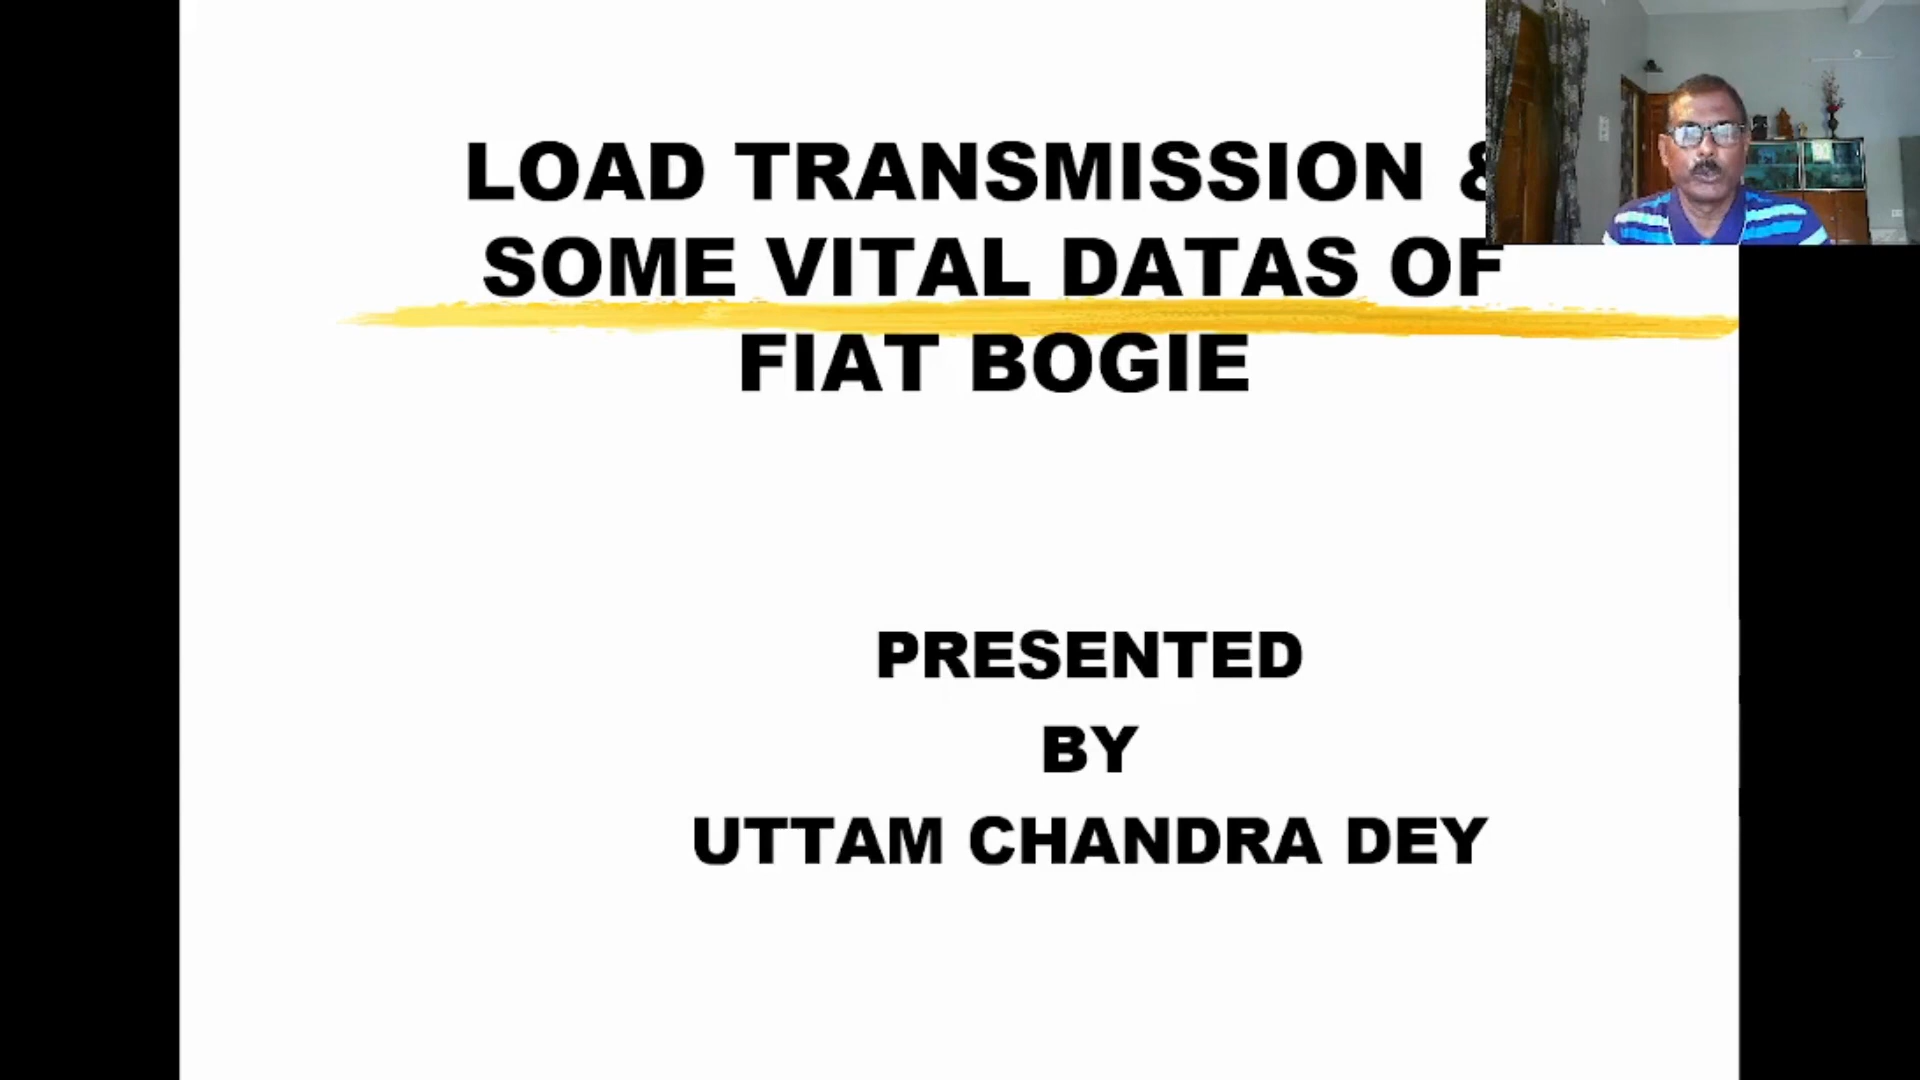 LOAD TRANSMISSION &
SOME VITAL DATAS OF
FIAT BOGIE
PRESENTED
BY
UTTAM CHANDRA DEY